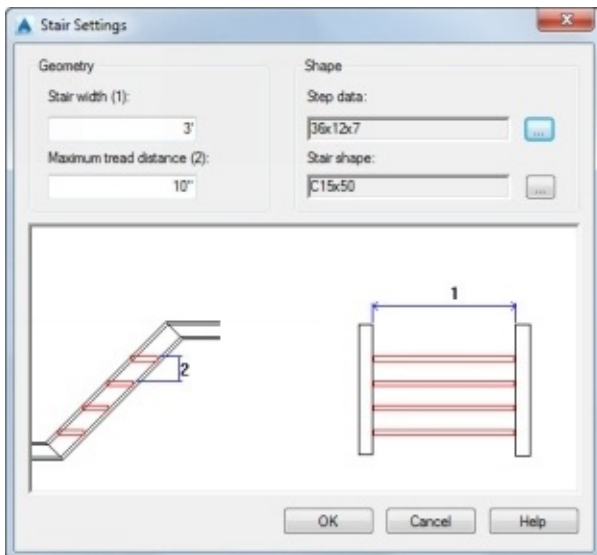 Stair Settings
Geometry
Stair width (1):
3'
Maximum tread distance (2):
10"
Shape
Step data:
36x12x7
...
Stair shape:
C15x50
...
2
1
OK
Cancel
Help